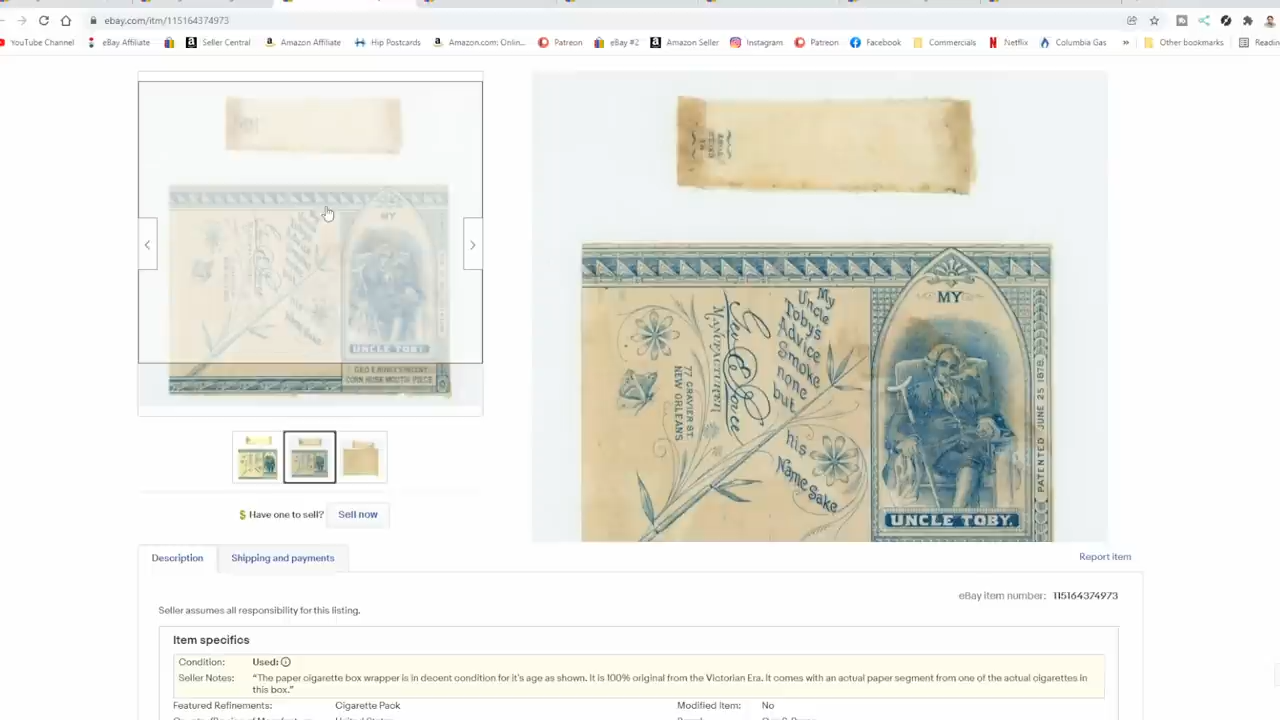 ebay.com/itm/115164374973
YouTube Channel eBay Affiliate Seller Central Amazon Affiliate Hip Postcards Amazon.com: Onlin... Patreon eBay #2 Amazon Seller Instagram Patreon Facebook Commercials Netflix Columbia Gas » Other bookmarks Readin
MY
UNCLE TOBY.
CORN HUSK MOUTH PIECE
MY
My
Uncle
Toby's
Advice
Smoke
none
but
his
Name Sake
MANUFACTURER
77 GRAVIER ST.
NEW ORLEANS
PATENTED JUNE 25 1878.
UNCLE TOBY.
$ Have one to sell? Sell now
Description Shipping and payments
Report item
eBay item number: 115164374973
Seller assumes all responsibility for this listing.
Item specifics
Condition: Used:
Seller Notes: "The paper cigarette box wrapper is in decent condition for it's age as shown. It is 100% original from the Victorian Era. It comes with an actual paper segment from one of the actual cigarettes in
this box."
Featured Refinements: Cigarette Pack Modified Item: No